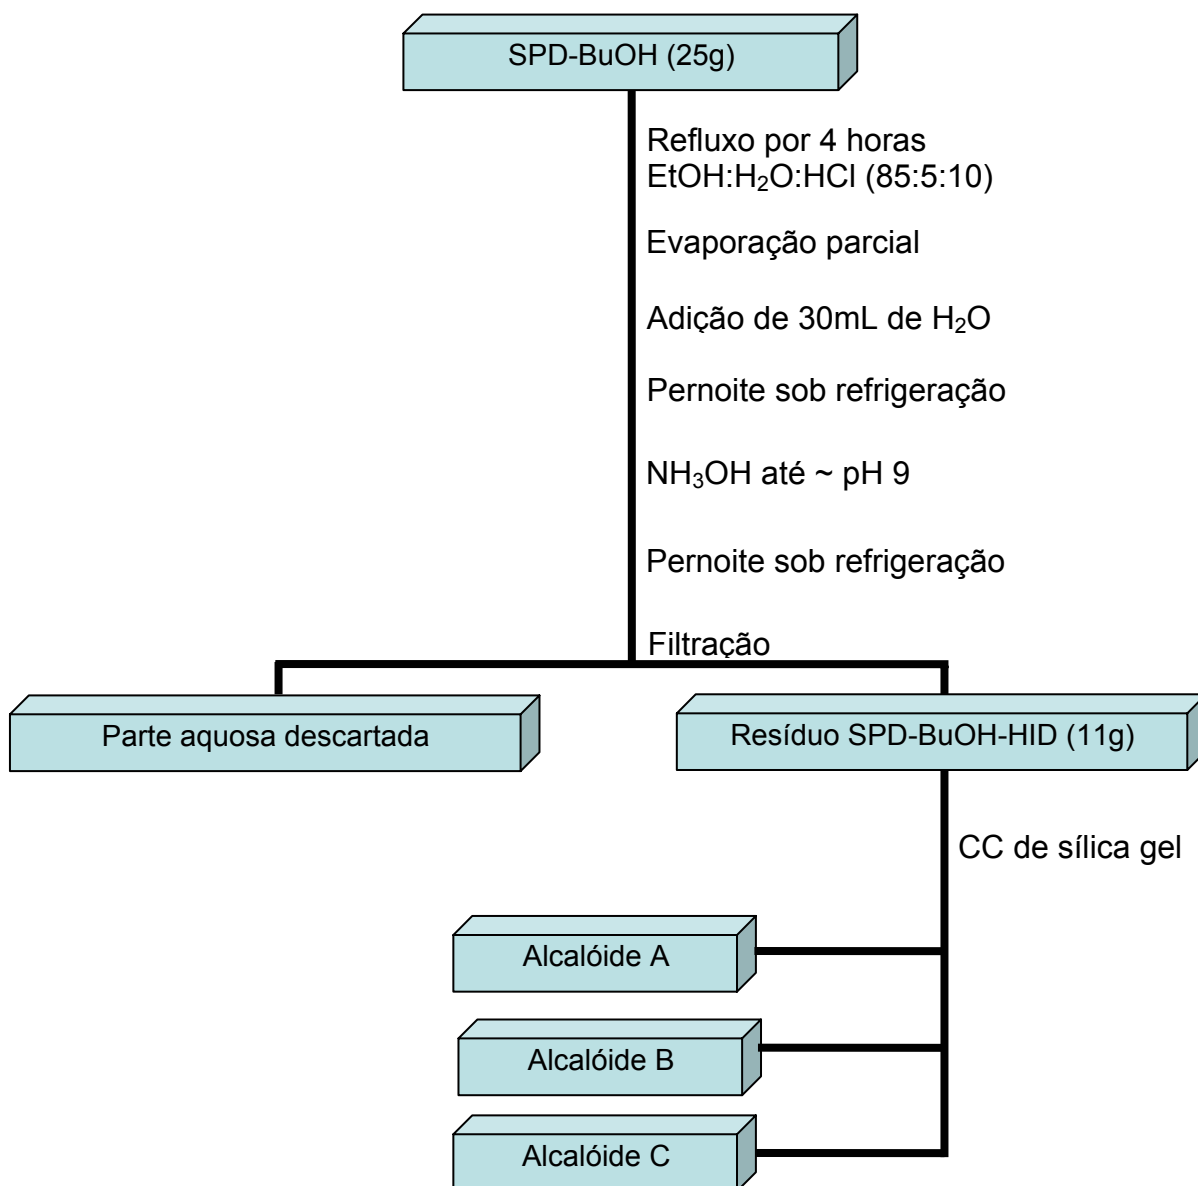 SPD-BuOH (25g)
Refluxo por 4 horas
EtOH:H₂O:HCl (85:5:10)
Evaporação parcial
Adição de 30mL de H₂O
Pernoite sob refrigeração
NH₃OH até ~ pH 9
Pernoite sob refrigeração
Filtração
Parte aquosa descartada
Resíduo SPD-BuOH-HID (11g)
CC de sílica gel
Alcalóide A
Alcalóide B
Alcalóide C